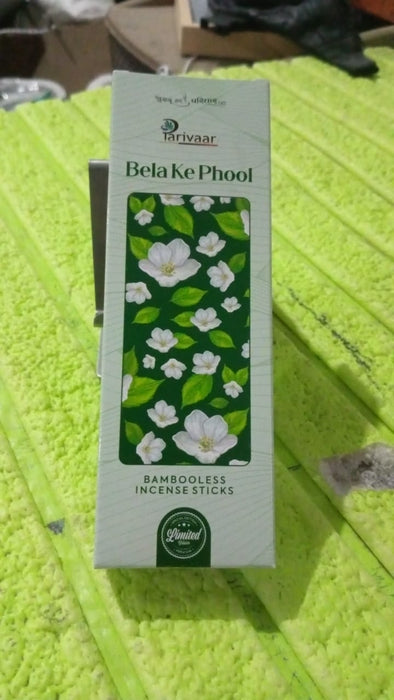 Parivaar
Bela Ke Phool
BAMBOOLESS
INCENSE STICKS
Limited